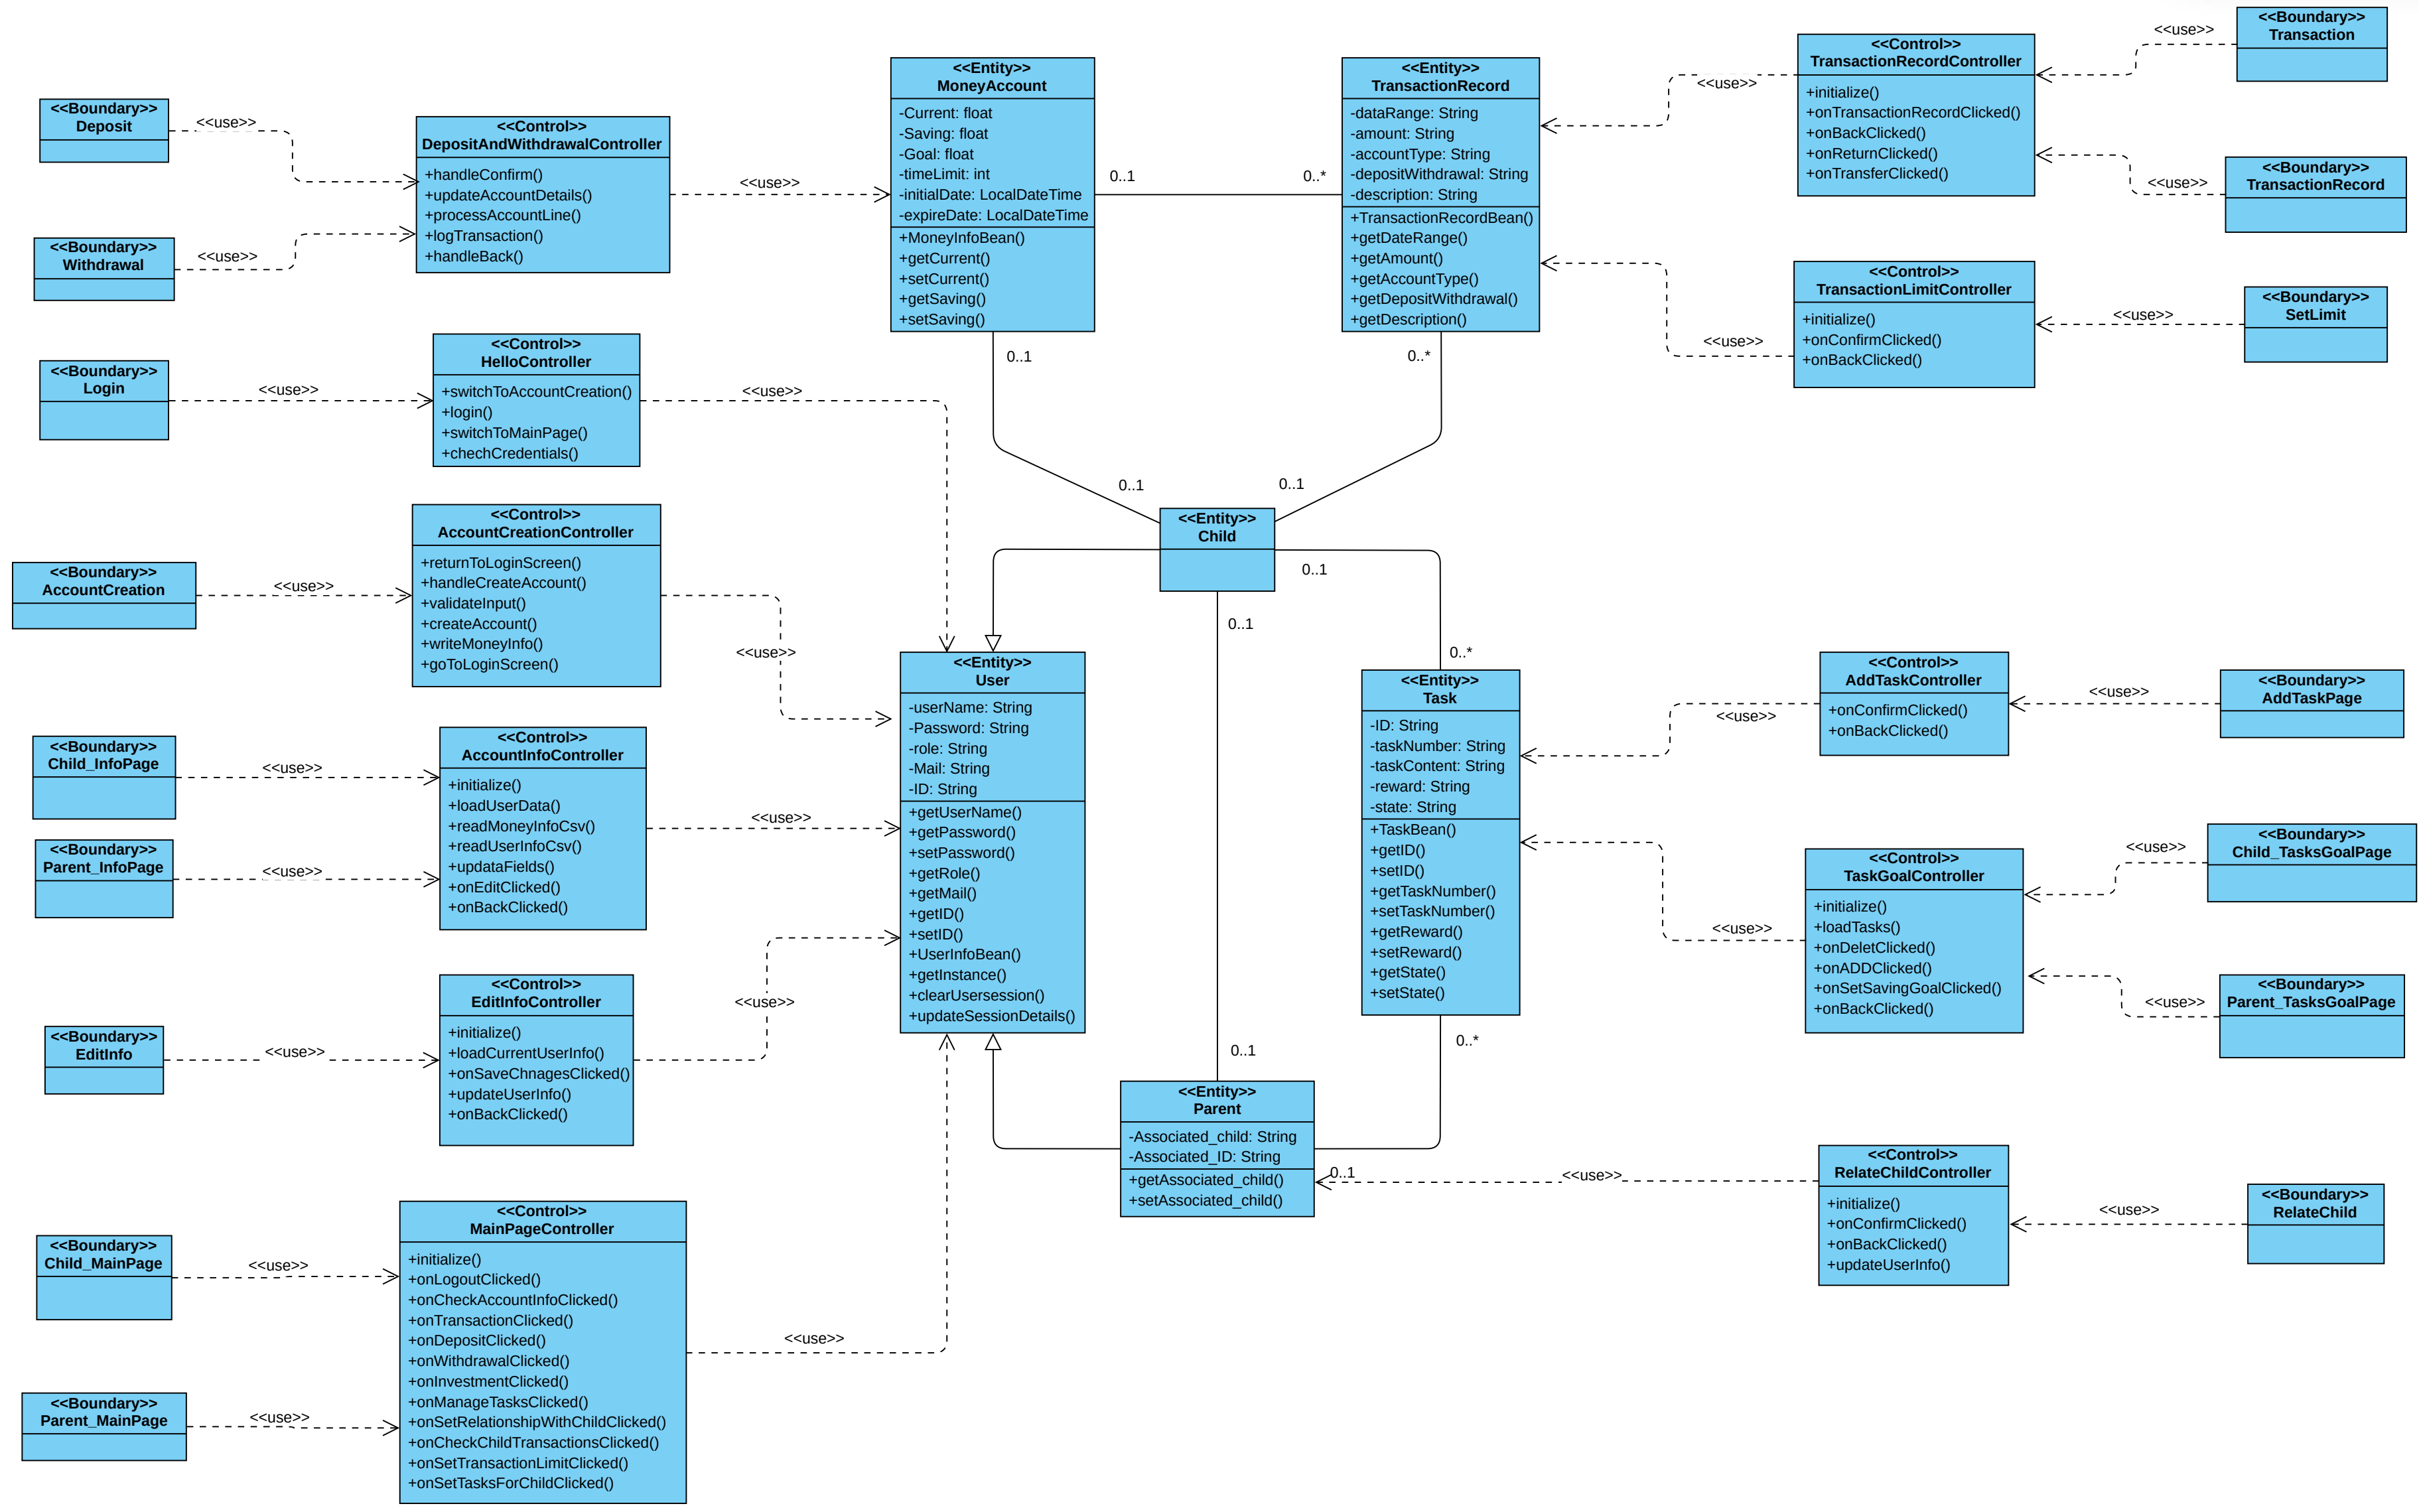 <<Boundary>>
Deposit
<<use>>
<<Boundary>>
Withdrawal
<<use>>
<<Control>>
DepositAndWithdrawalController
+handleConfirm()
+updateAccountDetails()
+processAccountLine()
+logTransaction()
+handleBack()
<<use>>
<<Entity>>
MoneyAccount
-Current: float
-Saving: float
-Goal: float
-timeLimit: int
-initialDate: LocalDateTime
-expireDate: LocalDateTime
+MoneyInfoBean()
+getCurrent()
+setCurrent()
+getSaving()
+setSaving()
0..1
0..*
<<Entity>>
TransactionRecord
-dataRange: String
-amount: String
-accountType: String
-depositWithdrawal: String
-description: String
+TransactionRecordBean()
+getDateRange()
+getAmount()
+getAccountType()
+getDepositWithdrawal()
+getDescription()
<<use>>
<<Control>>
TransactionRecordController
+initialize()
+onTransactionRecordClicked()
+onBackClicked()
+onReturnClicked()
+onTransferClicked()
<<use>>
<<Boundary>>
Transaction
<<use>>
<<Boundary>>
TransactionRecord
<<use>>
<<Control>>
TransactionLimitController
+initialize()
+onConfirmClicked()
+onBackClicked()
<<use>>
<<Boundary>>
SetLimit
<<Boundary>>
Login
<<use>>
<<Control>>
HelloController
+switchToAccountCreation()
+login()
+switchToMainPage()
+chechCredentials()
<<use>>
0..1
0..*
0..1
0..1
<<Entity>>
Child
0..1
0..1
0..*
<<Boundary>>
AccountCreation
<<use>>
<<Control>>
AccountCreationController
+returnToLoginScreen()
+handleCreateAccount()
+validateInput()
+createAccount()
+writeMoneyInfo()
+goToLoginScreen()
<<use>>
<<Boundary>>
Child_InfoPage
<<use>>
<<Boundary>>
Parent_InfoPage
<<use>>
<<Control>>
AccountInfoController
+initialize()
+loadUserData()
+readMoneyInfoCsv()
+readUserInfoCsv()
+updataFields()
+onEditClicked()
+onBackClicked()
<<use>>
<<Entity>>
User
-userName: String
-Password: String
-role: String
-Mail: String
-ID: String
+getUserName()
+getPassword()
+setPassword()
+getRole()
+getMail()
+getID()
+setID()
+UserInfoBean()
+getInstance()
+clearUsersession()
+updateSessionDetails()
<<Entity>>
Task
-ID: String
-taskNumber: String
-taskContent: String
-reward: String
-state: String
+TaskBean()
+getID()
+setID()
+getTaskNumber()
+setTaskNumber()
+getReward()
+setReward()
+getState()
+setState()
<<use>>
<<Control>>
AddTaskController
+onConfirmClicked()
+onBackClicked()
<<use>>
<<Boundary>>
AddTaskPage
<<use>>
<<Control>>
TaskGoalController
+initialize()
+loadTasks()
+onDeletClicked()
+onADDClicked()
+onSetSavingGoalClicked()
+onBackClicked()
<<use>>
<<Boundary>>
Child_TasksGoalPage
<<use>>
<<Boundary>>
Parent_TasksGoalPage
<<Boundary>>
EditInfo
<<use>>
<<Control>>
EditInfoController
+initialize()
+loadCurrentUserInfo()
+onSaveChnagesClicked()
+updateUserInfo()
+onBackClicked()
<<use>>
0..1
0..*
<<Entity>>
Parent
-Associated_child: String
-Associated_ID: String
+getAssociated_child()
+setAssociated_child()
0..1
<<use>>
<<Control>>
RelateChildController
+initialize()
+onConfirmClicked()
+onBackClicked()
+updateUserInfo()
<<use>>
<<Boundary>>
RelateChild
<<Boundary>>
Child_MainPage
<<use>>
<<Boundary>>
Parent_MainPage
<<use>>
<<Control>>
MainPageController
+initialize()
+onLogoutClicked()
+onCheckAccountInfoClicked()
+onTransactionClicked()
+onDepositClicked()
+onWithdrawalClicked()
+onInvestmentClicked()
+onManageTasksClicked()
+onSetRelationshipWithChildClicked()
+onCheckChildTransactionsClicked()
+onSetTransactionLimitClicked()
+onSetTasksForChildClicked()
<<use>>